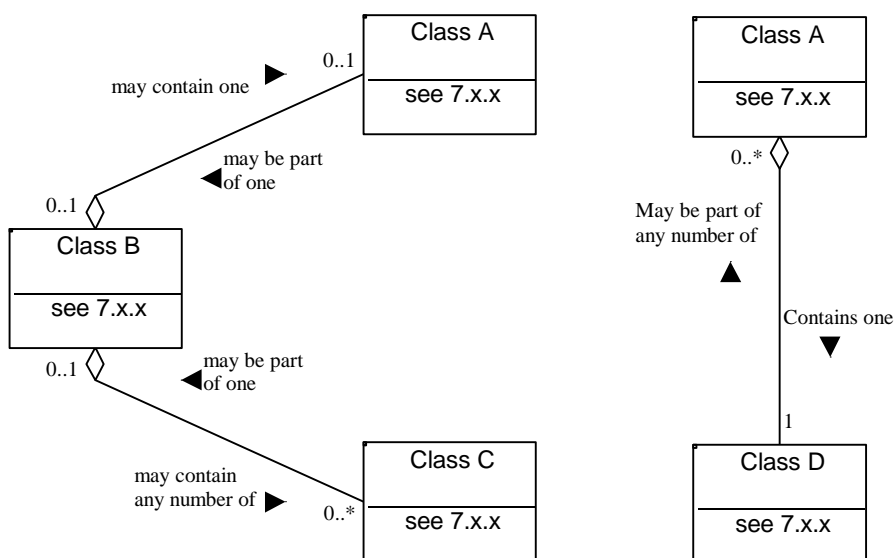 Class A
0..1
may contain one
see 7.x.x
may be part
of one
0..1
Class B
see 7.x.x
0..1
may be part
of one
may contain
any number of
Class C
0..*
see 7.x.x
Class A
see 7.x.x
0..*
May be part of
any number of
Contains one
1
Class D
see 7.x.x